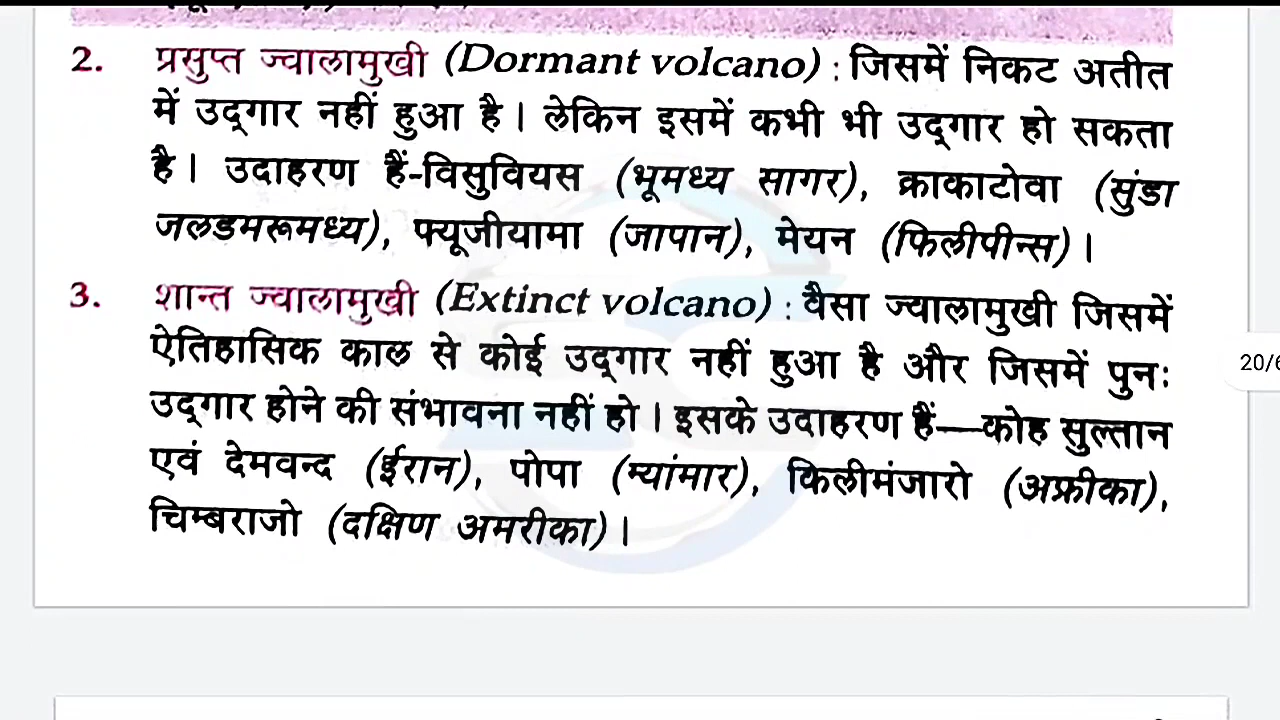 2. प्रसुप्त ज्वालामुखी (Dormant volcano) : जिसमें निकट अतीत
में उद्‌गार नहीं हुआ है। लेकिन इसमें कभी भी उद्‌गार हो सकता
है। उदाहरण हैं-विसुवियस (भूमध्य सागर), क्राकाटोवा (सुंडा
जलडमरूमध्य), फ्यूजीयामा (जापान), मेयन (फिलीपीन्स)।
3. शान्त ज्वालामुखी (Extinct volcano) : वैसा ज्वालामुखी जिसमें
ऐतिहासिक काल से कोई उद्‌गार नहीं हुआ है और जिसमें पुनः
उद्‌गार होने की संभावना नहीं हो। इसके उदाहरण हैं—कोह सुल्तान
एवं देमवन्द (ईरान), पोपा (म्यांमार), किलीमंजारो (अफ्रीका),
चिम्बराजो (दक्षिण अमरीका)।
20/6